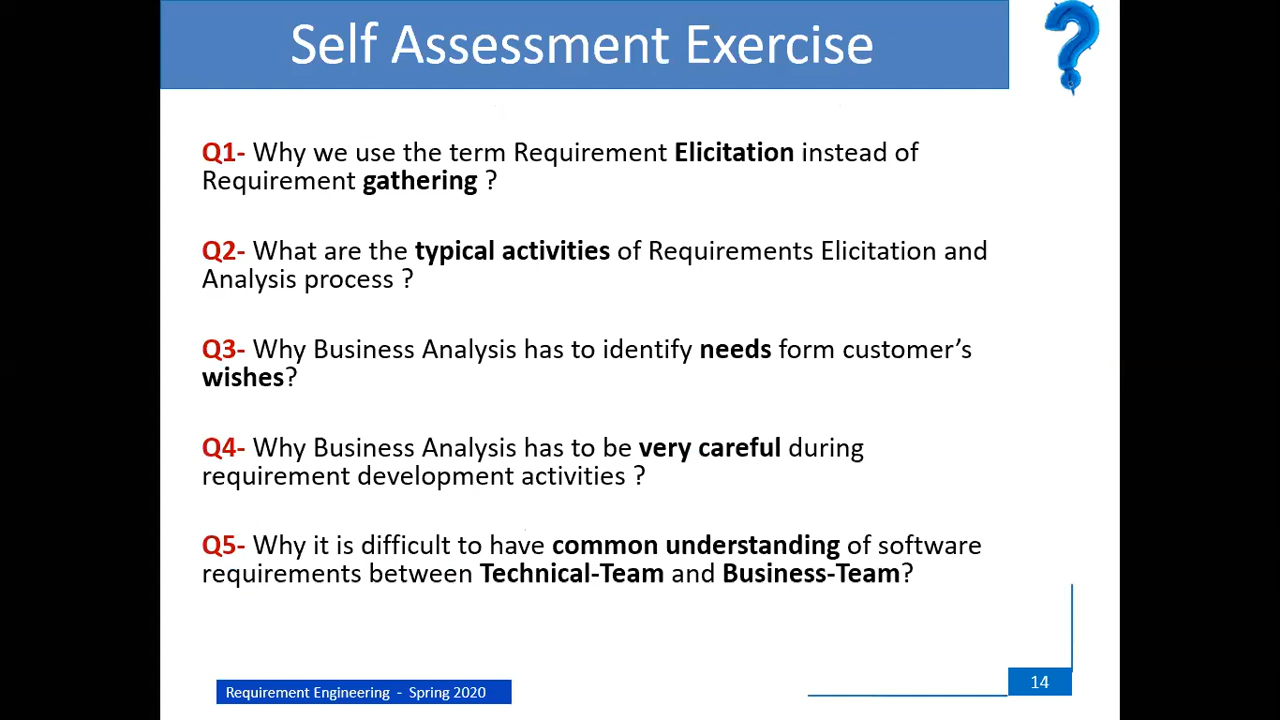 Self Assessment Exercise
Q1- Why we use the term Requirement Elicitation instead of
Requirement gathering ?
Q2- What are the typical activities of Requirements Elicitation and
Analysis process ?
Q3- Why Business Analysis has to identify needs form customer’s
wishes?
Q4- Why Business Analysis has to be very careful during
requirement development activities ?
Q5- Why it is difficult to have common understanding of software
requirements between Technical-Team and Business-Team?
Requirement Engineering - Spring 2020
14